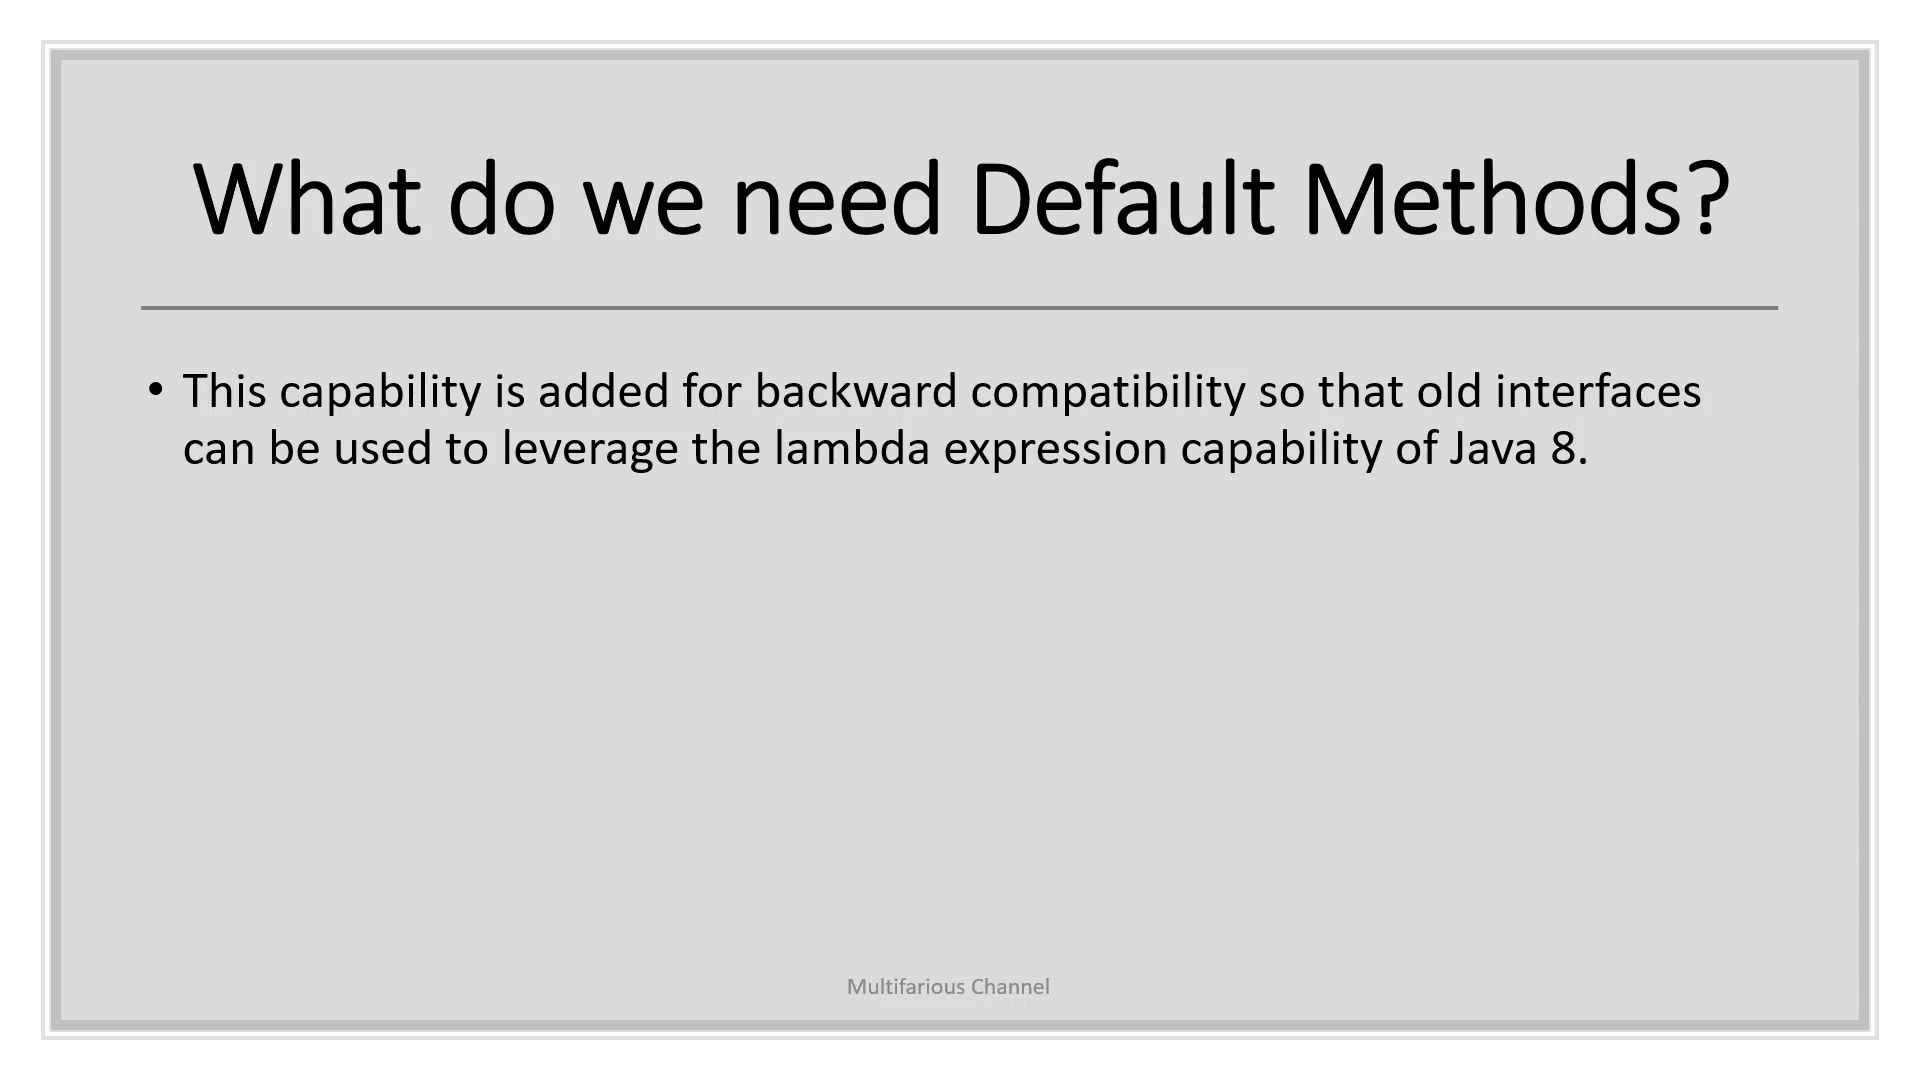 What do we need Default Methods?
• This capability is added for backward compatibility so that old interfaces
can be used to leverage the lambda expression capability of Java 8.
Multifarious Channel